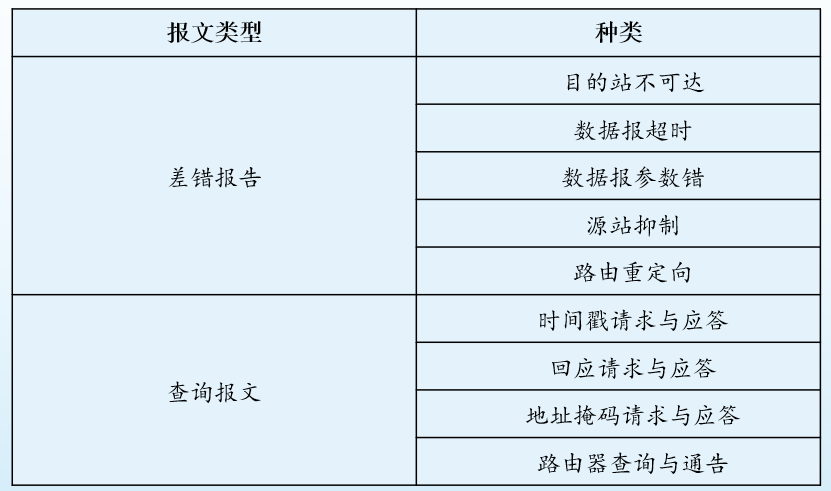 报文类型
种类
差错报告
目的站不可达
数据报超时
数据报参数错
源站抑制
路由重定向
查询报文
时间戳请求与应答
回应请求与应答
地址掩码请求与应答
路由器查询与通告